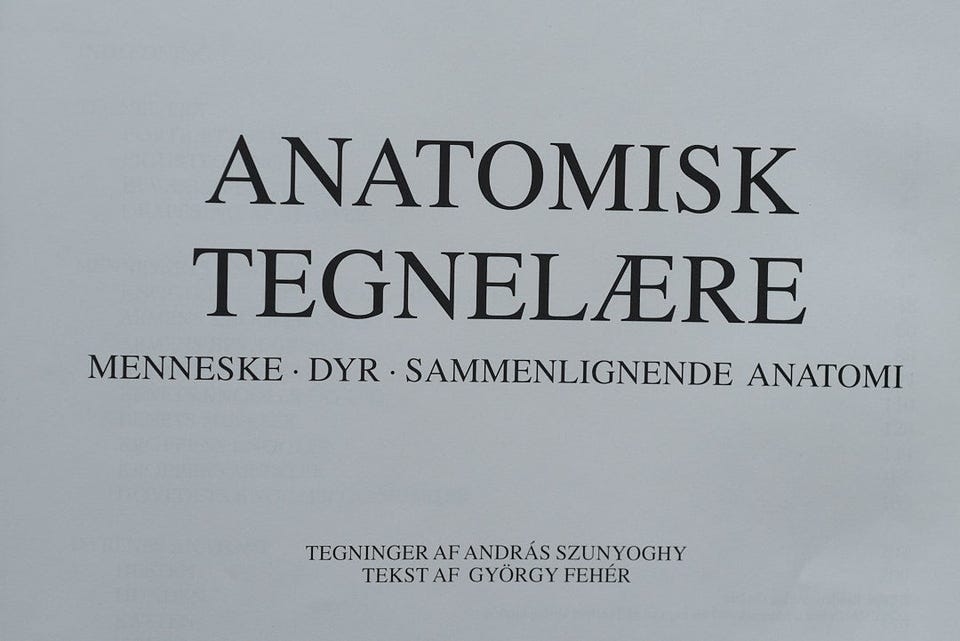 ANATOMISK
TEGNELÆRE
MENNESKE · DYR · SAMMENLIGNENDE ANATOMI
TEGNINGER AF ANDRÁS SZUNYOGHY
TEKST AF GYÖRGY FEHÉR